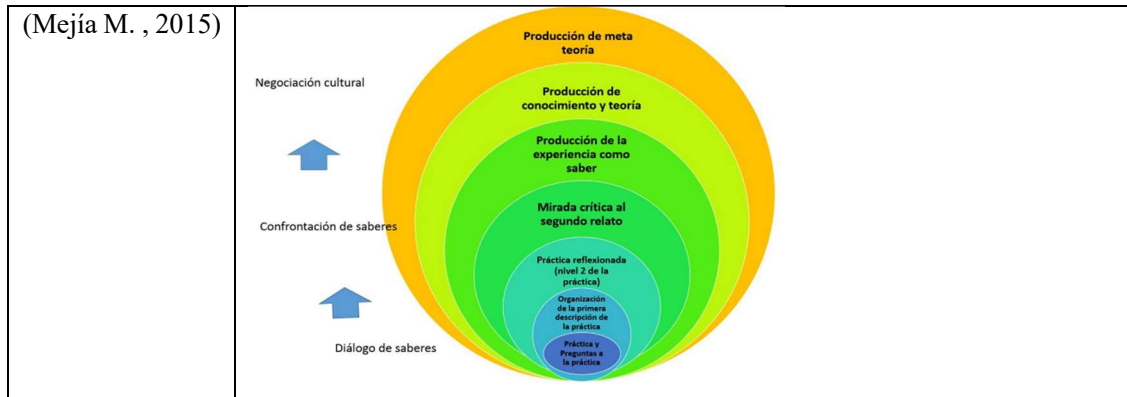 (Mejía M. , 2015)
Negociación cultural
Confrontación de saberes
Diálogo de saberes
Producción de meta
teoría
Producción de
conocimiento y teoría
Producción de la
experiencia como
saber
Mirada crítica al
segundo relato
Práctica reflexionada
(nivel 2 de la
práctica)
Organización
de la primera
descripción de
la práctica
Práctica y
Preguntas a
la práctica